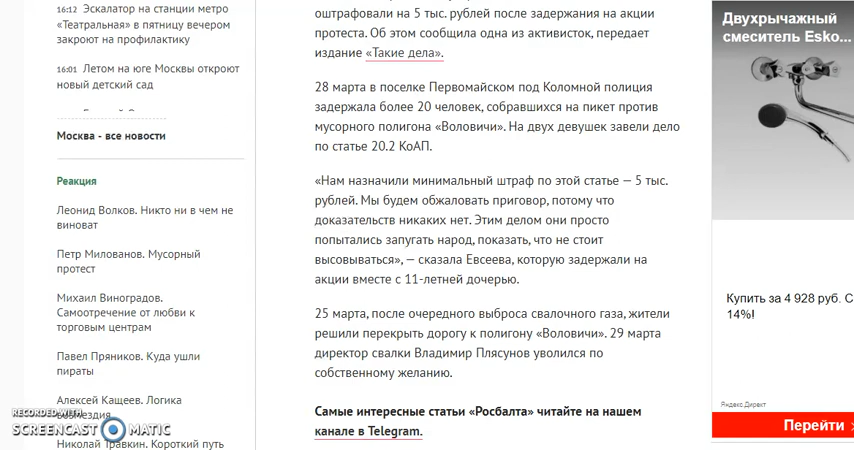 16:12 Эскалатор на станции метро
«Театральная» в пятницу вечером
закроют на профилактику
16:01 Летом на юге Москвы откроют
новый детский сад
Москва - все новости
Реакция
Леонид Волков. Никто ни в чем не
виноват
Петр Милованов. Мусорный
протест
Михаил Виноградов.
Самоотречение от любви к
торговым центрам
Павел Пряников. Куда ушли
пираты
Алексей Кащеев. Логика
возмездия
Николай Травкин. Короткий путь
RECORDED WITH
SCREENCAST MATIC
оштрафовали на 5 тыс. рублей после задержания на акции
протеста. Об этом сообщила одна из активисток, передает
издание «Такие дела».
28 марта в поселке Первомайском под Коломной полиция
задержала более 20 человек, собравшихся на пикет против
мусорного полигона «Воловичи». На двух девушек завели дело
по статье 20.2 КоАП.
«Нам назначили минимальный штраф по этой статье — 5 тыс.
рублей. Мы будем обжаловать приговор, потому что
доказательств никаких нет. Этим делом они просто
попытались запугать народ, показать, что не стоит
высовываться», — сказала Евсеева, которую задержали на
акции вместе с 11-летней дочерью.
25 марта, после очередного выброса свалочного газа, жители
решили перекрыть дорогу к полигону «Воловичи». 29 марта
директор свалки Владимир Плясунов уволился по
собственному желанию.
Самые интересные статьи «Росбалта» читайте на нашем
канале в Telegram.
Двухрычажный
смеситель Esko...
Купить за 4 928 руб. С
14%!
Яндекс.Директ
Перейти